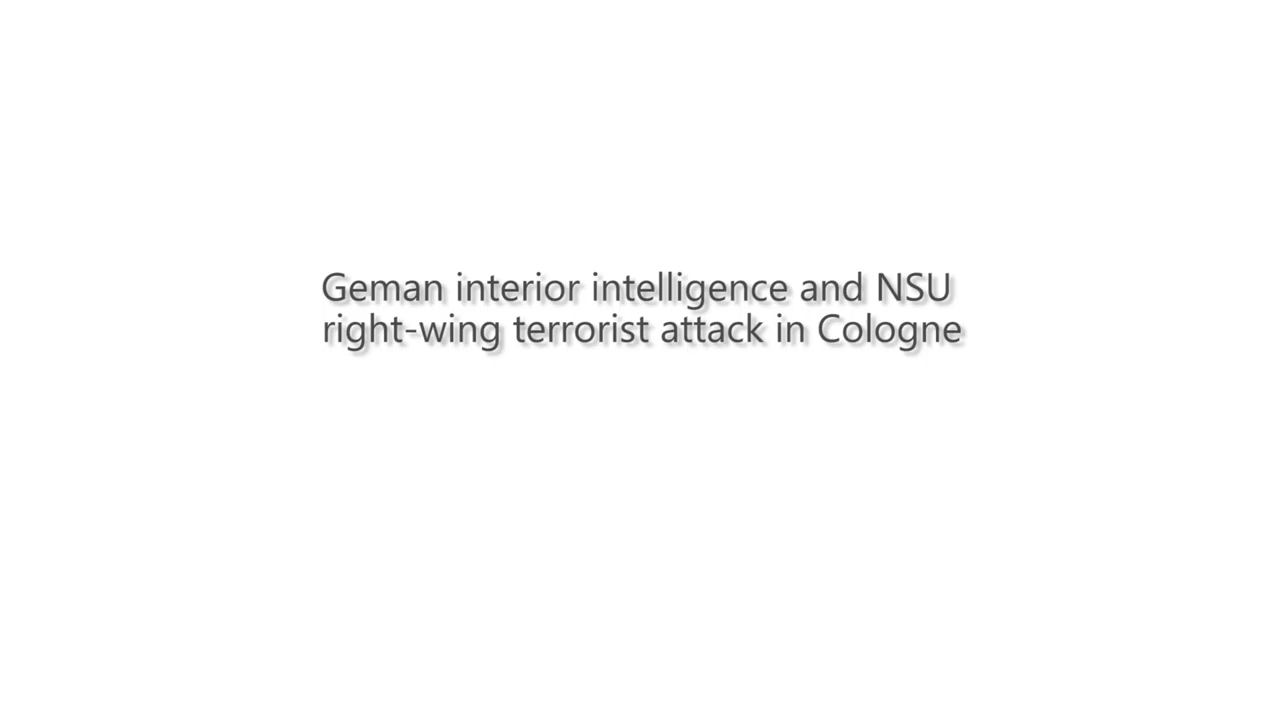 Geman interior intelligence and NSU
right-wing terrorist attack in Cologne